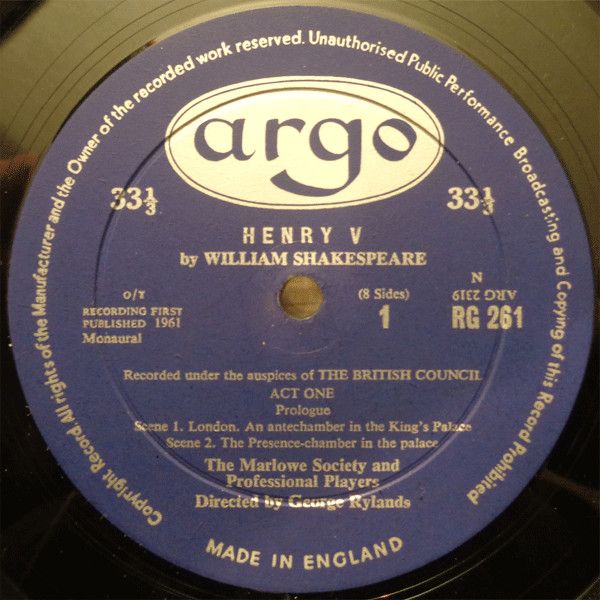 Copyright Record. All rights of the Manufacturer and the Owner of the recorded work reserved. Unauthorised Public Performance Broadcasting and Copying of this Record Prohibited
argo
33⅓
33⅓
HENRY V
by WILLIAM SHAKESPEARE
O/T
RECORDING FIRST
PUBLISHED 1961
Monaural
(8 Sides)
1
N
ARG 2319
RG 261
Recorded under the auspices of THE BRITISH COUNCIL
ACT ONE
Prologue
Scene 1. London. An antechamber in the King's Palace
Scene 2. The Presence-chamber in the palace
The Marlowe Society and
Professional Players
Directed by George Rylands
MADE IN ENGLAND